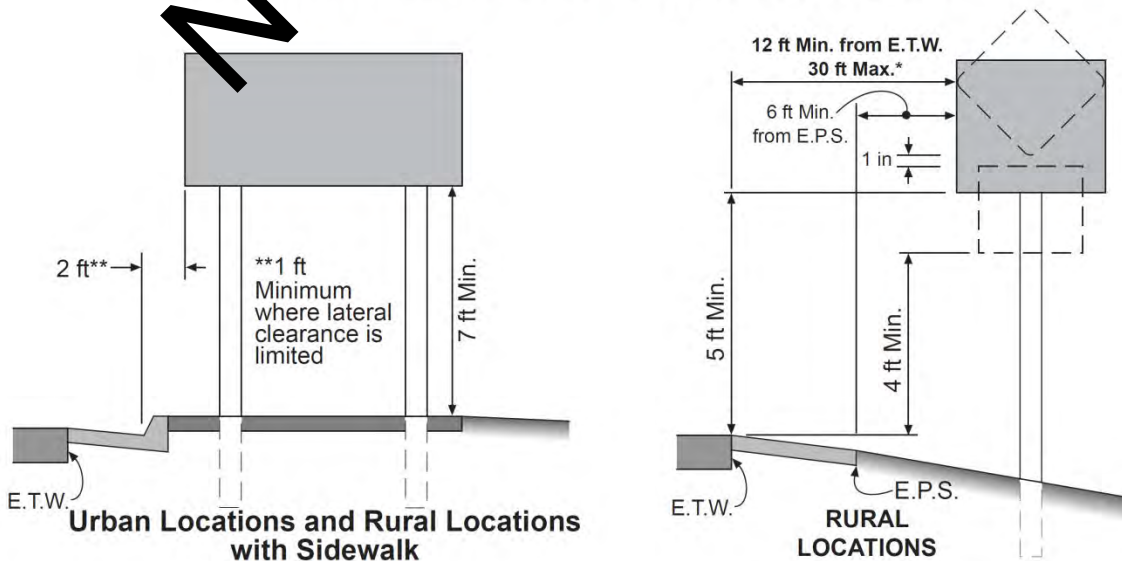 2 ft**
**1 ft
Minimum
where lateral
clearance is
limited
7 ft Min.
E.T.W.
Urban Locations and Rural Locations
with Sidewalk
12 ft Min. from E.T.W.
30 ft Max.*
6 ft Min.
from E.P.S.
1 in
5 ft Min.
4 ft Min.
E.T.W.
E.P.S.
RURAL
LOCATIONS